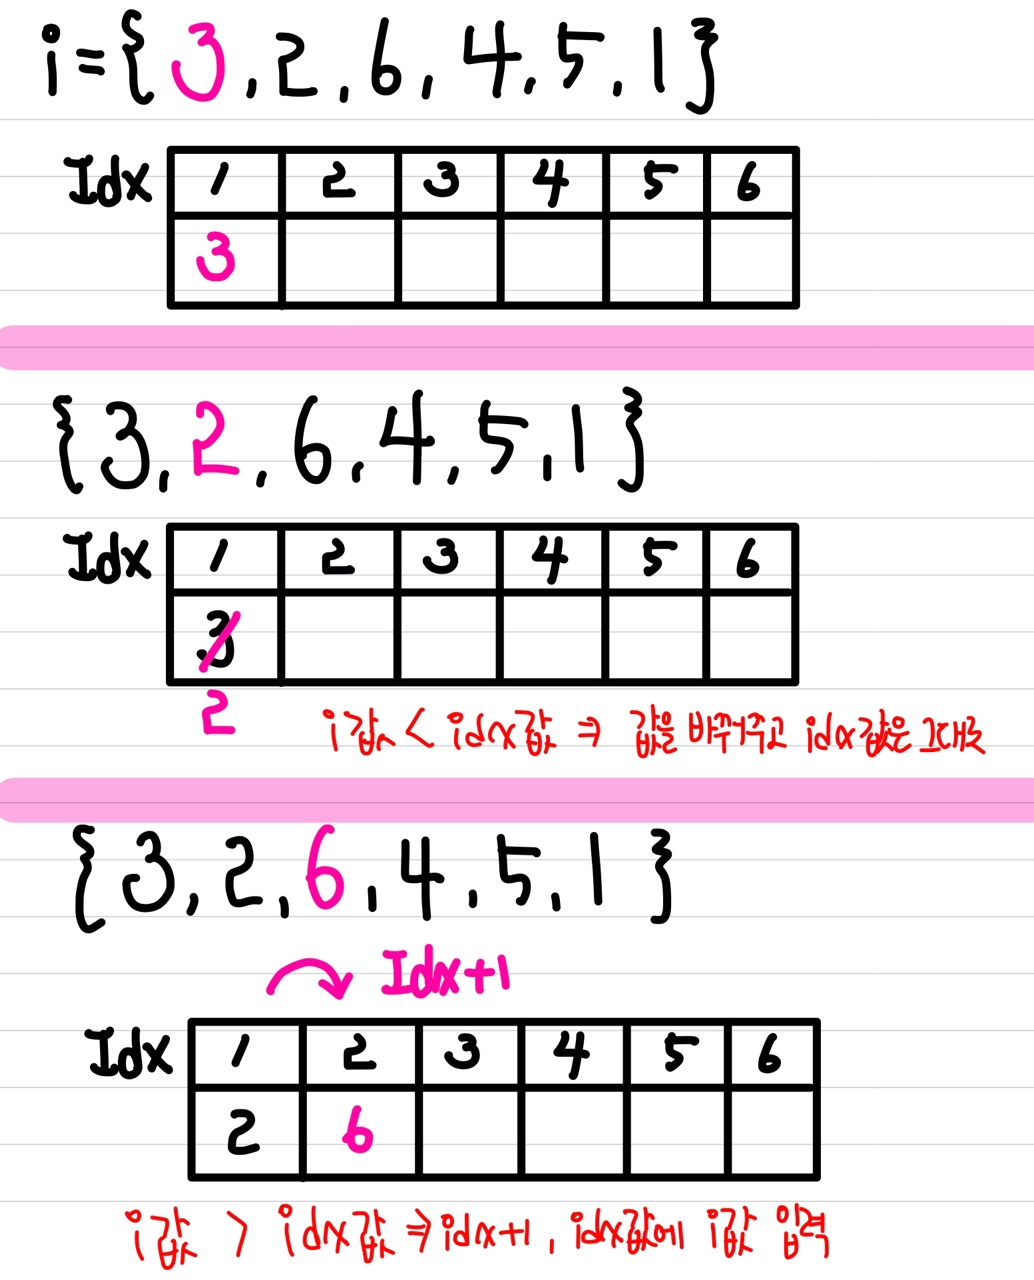 i={3,2,6,4,5,1}
Idx 1 2 3 4 5 6
3
{3,2,6,4,5,1}
Idx 1 2 3 4 5 6
3
2
i값 < idx값 ⇒ 값을 바꿔주고 idx값은 그대로
{3,2,6,4,5,1}
Idx+1
Idx 1 2 3 4 5 6
2 6
i값 > idx값 ⇒ idx+1, idx값에 i값 입력